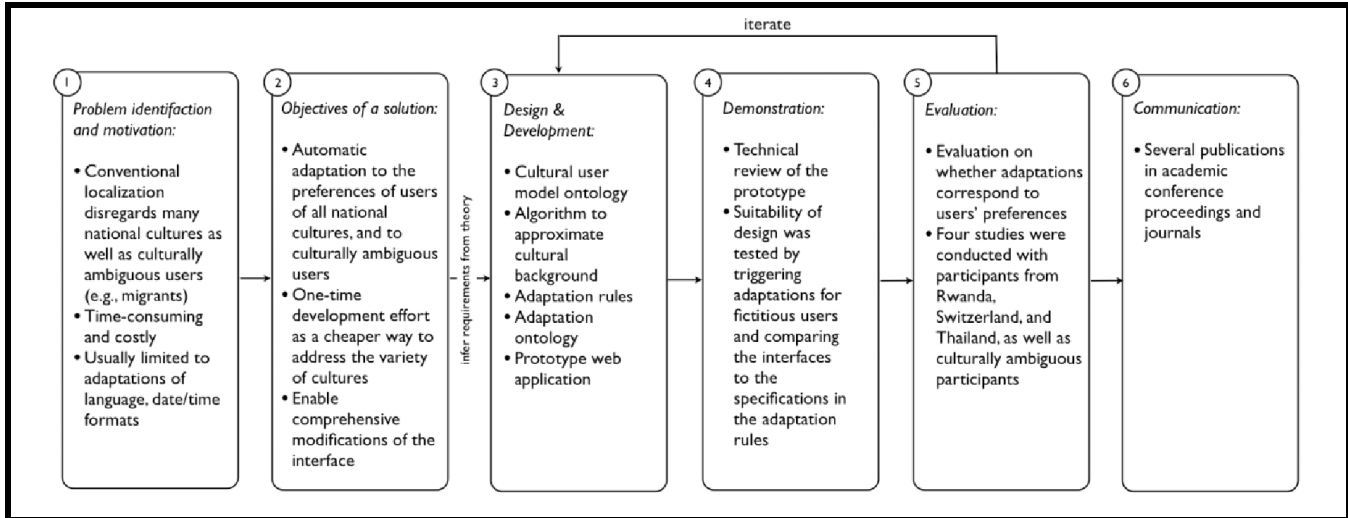 iterate
1
Problem identifaction
and motivation:
• Conventional
localization
disregards many
national cultures as
well as culturally
ambiguous users
(e.g., migrants)
• Time-consuming
and costly
• Usually limited to
adaptations of
language, date/time
formats
2
Objectives of a solution:
• Automatic
adaptation to the
preferences of users
of all national
cultures, and to
culturally ambiguous
users
• One-time
development effort
as a cheaper way to
address the variety
of cultures
• Enable
comprehensive
modifications of the
interface
infer requirements from theory
3
Design &
Development:
• Cultural user
model ontology
• Algorithm to
approximate
cultural
background
• Adaptation rules
• Adaptation
ontology
• Prototype web
application
4
Demonstration:
• Technical
review of the
prototype
• Suitability of
design was
tested by
triggering
adaptations for
fictitious users
and comparing
the interfaces
to the
specifications in
the adaptation
rules
5
Evaluation:
• Evaluation on
whether adaptations
correspond to
users' preferences
• Four studies were
conducted with
participants from
Rwanda,
Switzerland, and
Thailand, as well as
culturally ambiguous
participants
6
Communication:
• Several publications
in academic
conference
proceedings and
journals